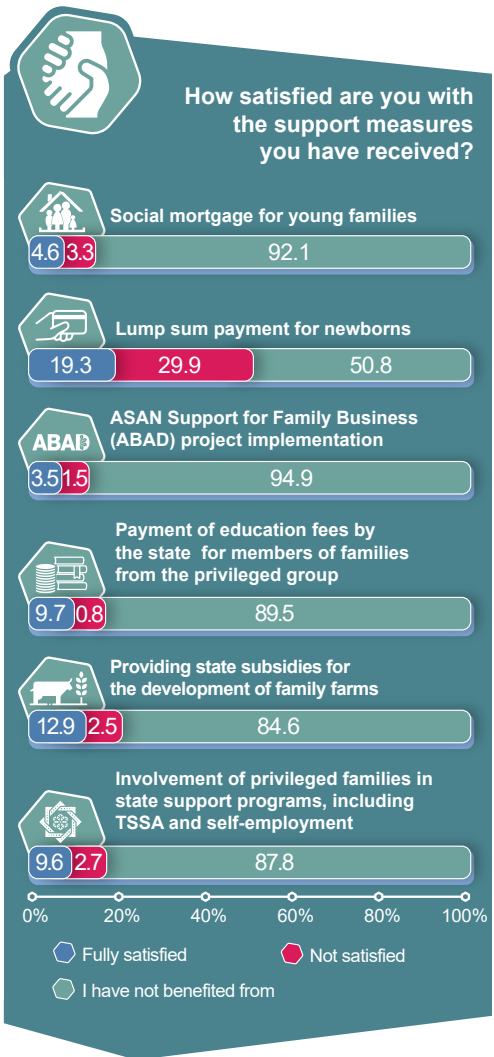 How satisfied are you with
the support measures
you have received?
Social mortgage for young families
4.6 3.3 92.1
Lump sum payment for newborns
19.3 29.9 50.8
ABAD
ASAN Support for Family Business
(ABAD) project implementation
3.5 1.5 94.9
Payment of education fees by
the state for members of families
from the privileged group
9.7 0.8 89.5
Providing state subsidies for
the development of family farms
12.9 2.5 84.6
Involvement of privileged families in
state support programs, including
TSSA and self-employment
9.6 2.7 87.8
0% 20% 40% 60% 80% 100%
Fully satisfied Not satisfied
I have not benefited from